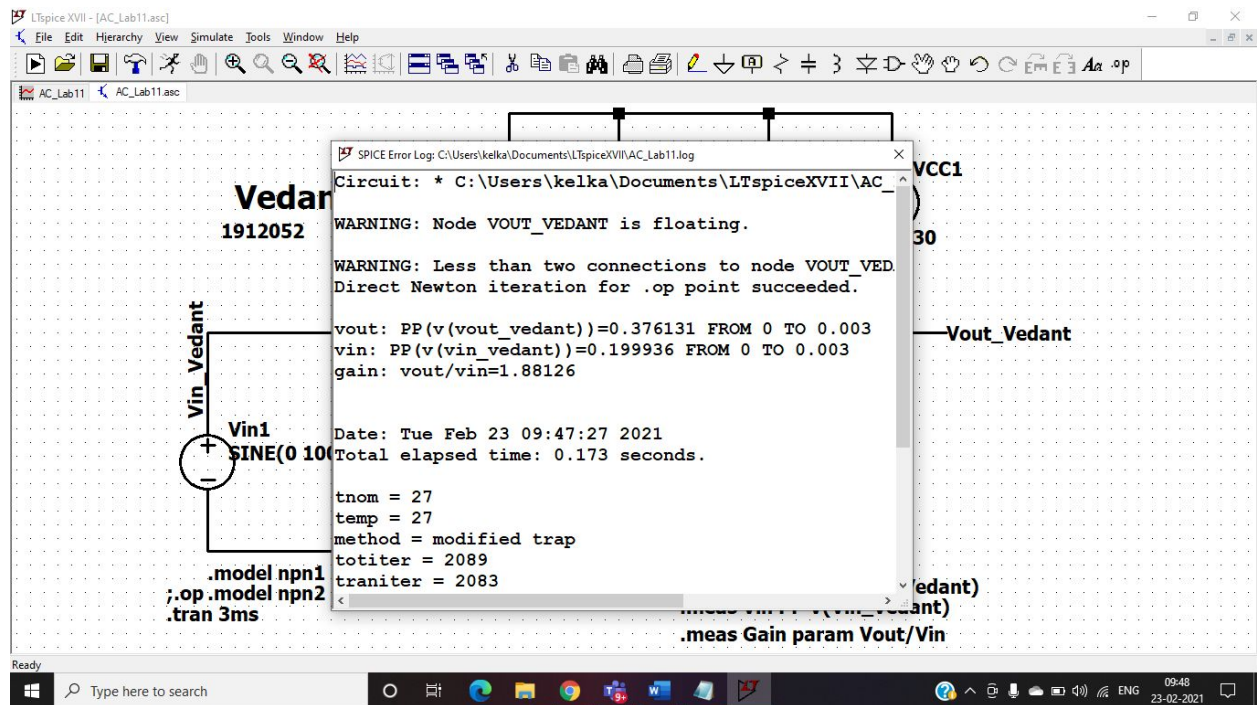 LTspice XVII - [AC_Lab11.asc]
File Edit Hierarchy View Simulate Tools Window Help
Aa .op
AC_Lab11 AC_Lab11.asc
SPICE Error Log: C:\Users\kelka\Documents\LTspiceXVII\AC_Lab11.log
Circuit: * C:\Users\kelka\Documents\LTspiceXVII\AC_
WARNING: Node VOUT_VEDANT is floating.
WARNING: Less than two connections to node VOUT_VED
Direct Newton iteration for .op point succeeded.
vout: PP(v(vout_vedant))=0.376131 FROM 0 TO 0.003
vin: PP(v(vin_vedant))=0.199936 FROM 0 TO 0.003
gain: vout/vin=1.88126
Date: Tue Feb 23 09:47:27 2021
Total elapsed time: 0.173 seconds.
tnom = 27
temp = 27
method = modified trap
totiter = 2089
traniter = 2083
VCC1
30
Vedan
1912052
Vin_Vedant
Vin1
SINE(0 100
Vout_Vedant
.model npn1
;.op .model npn2
.tran 3ms
edant)
.meas Gain param Vout/Vin
Ready
Type here to search
ENG
09:48
23-02-2021